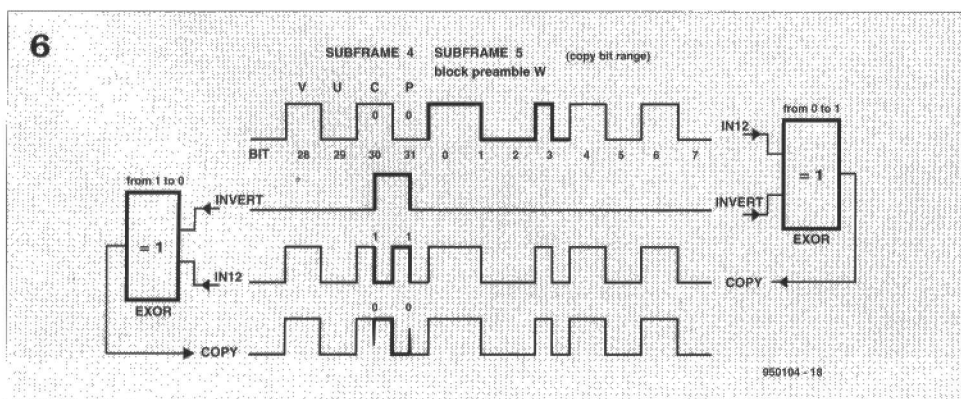 6
SUBFRAME 4 SUBFRAME 5 (copy bit range)
block preamble W
V U C P
from 0 to 1
0 0
IN12
BIT 28 29 30 31 0 1 2 3 4 5 6 7
= 1
from 1 to 0
INVERT
INVERT
EXOR
= 1
1 1
IN12
COPY
EXOR
0 0
COPY
950104 - 18